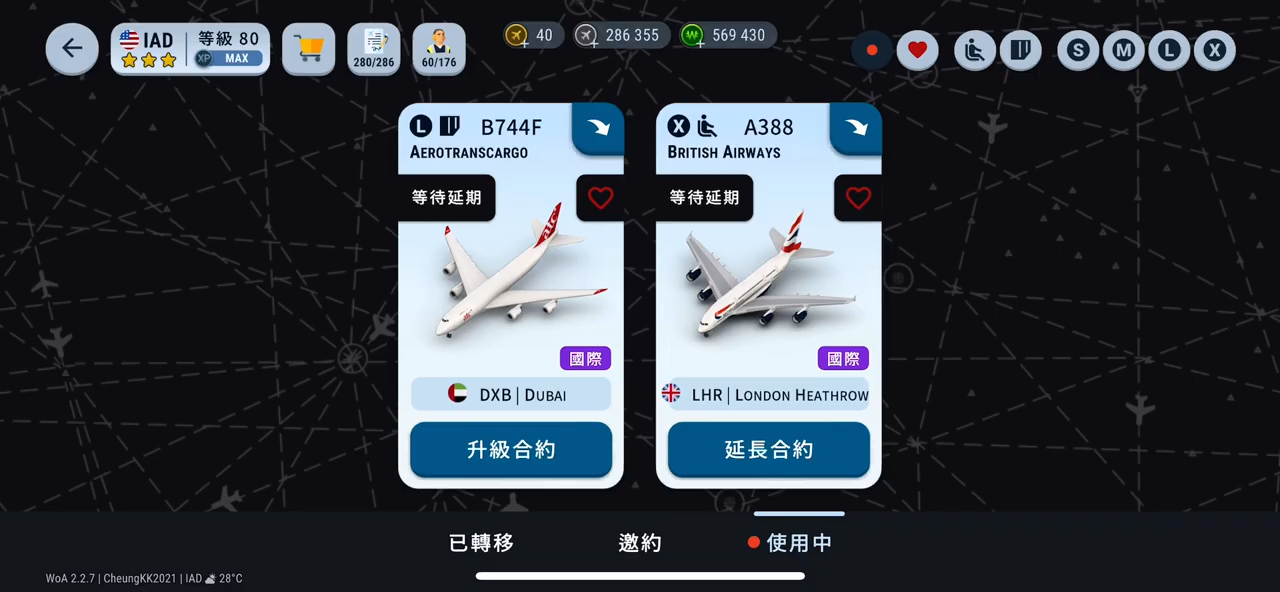 IAD
等級 80
XP MAX
280/286
60/176
40
286 355
569 430
S
M
L
X
L
B744F
AEROTRANSCARGO
等待延期
國際
DXB | DUBAI
升級合約
X
A388
BRITISH AIRWAYS
等待延期
國際
LHR | LONDON HEATHROW
延長合約
已轉移
邀約
使用中
WoA 2.2.7 | CheungKK2021 | IAD 28°C